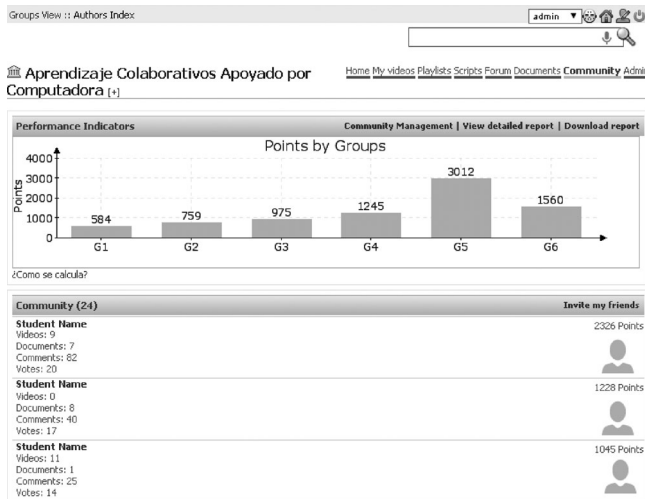 Groups View :: Authors Index
admin
Aprendizaje Colaborativos Apoyado por
Computadora [+]
Home My videos Playlists Scripts Forum Documents Community Admi
Performance Indicators
Community Management | View detailed report | Download report
Points by Groups
Points
4000
3000
2000
1000
0
584
759
975
1245
3012
1560
G1
G2
G3
G4
G5
G6
¿Como se calcula?
Community (24)
Invite my friends
Student Name
2326 Points
Videos: 9
Documents: 7
Comments: 82
Votes: 20
Student Name
1228 Points
Videos: 0
Documents: 8
Comments: 40
Votes: 17
Student Name
1045 Points
Videos: 11
Documents: 1
Comments: 25
Votes: 14